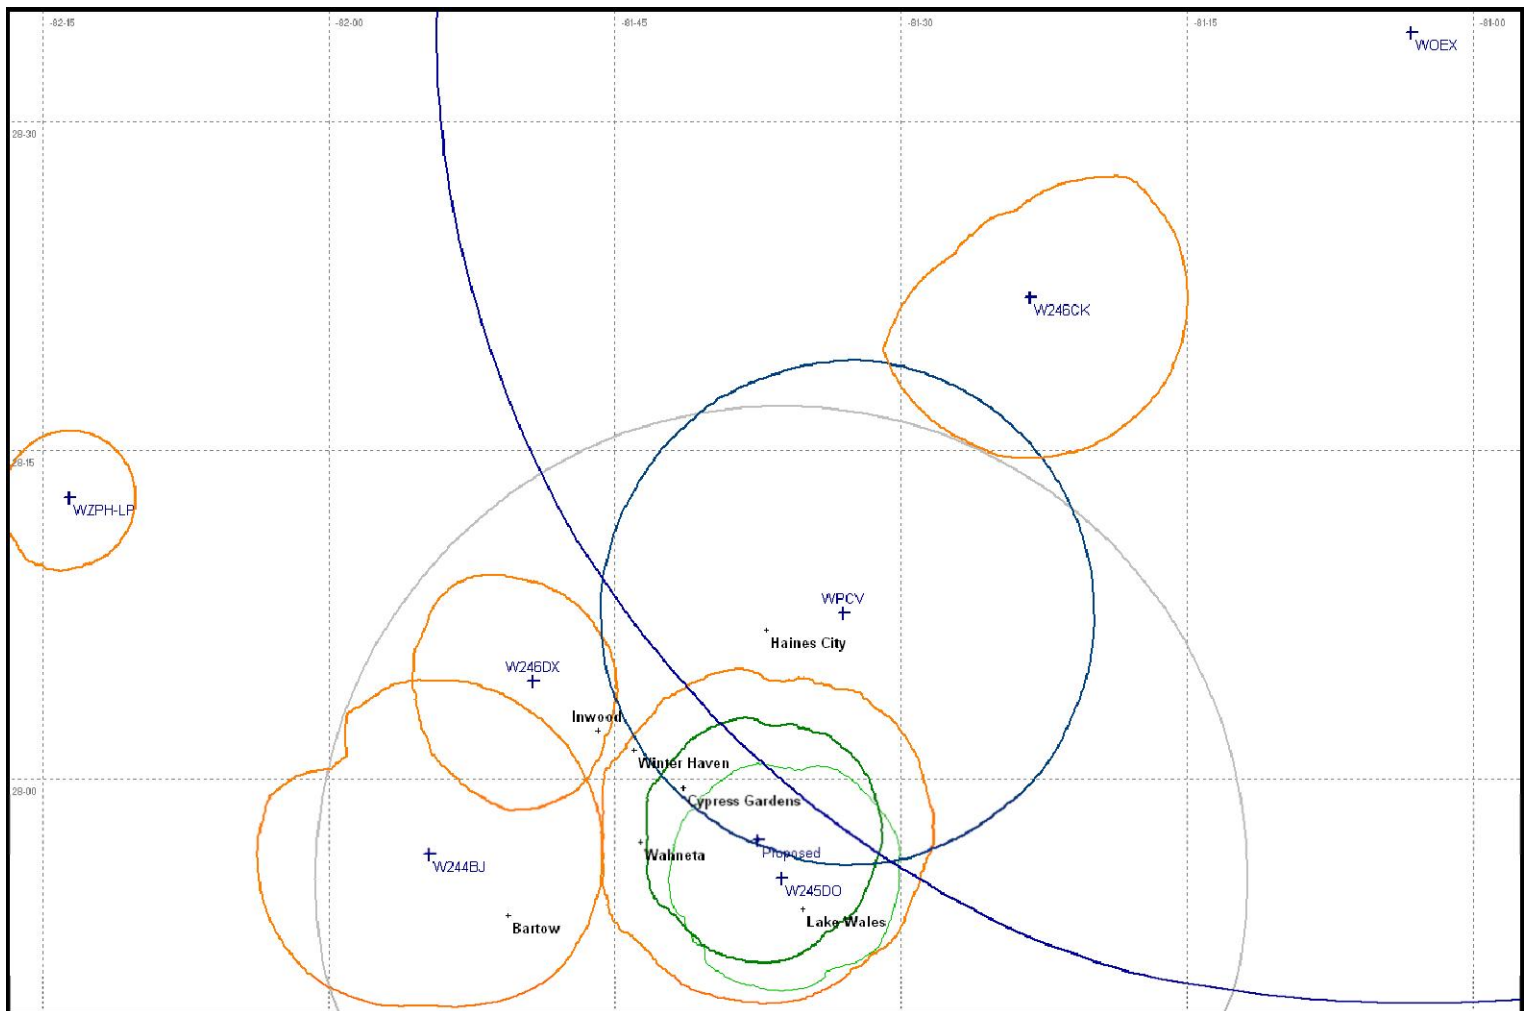 -82-15
-82-00
-81-45
-81-30
-81-15
-81-00
WOEX
28-30
W246CK
28-15
WZPH-LP
WPCV
Haines City
W246DX
Inwood
Winter Haven
28-00
Cypress Gardens
Wahneta
Proposed
W244BJ
W245DO
Lake Wales
Bartow